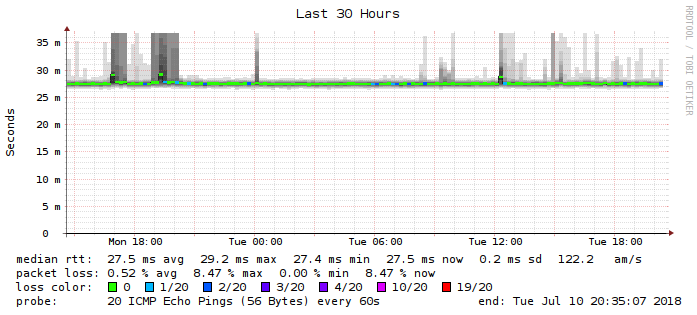 Last 30 Hours
RRDTOOL / TOBI OETIKER
Seconds
35 m
30 m
25 m
20 m
15 m
10 m
5 m
0
Mon 18:00 Tue 00:00 Tue 06:00 Tue 12:00 Tue 18:00
median rtt: 27.5 ms avg 29.2 ms max 27.4 ms min 27.5 ms now 0.2 ms sd 122.2 am/s
packet loss: 0.52 % avg 8.47 % max 0.00 % min 8.47 % now
loss color: 0 1/20 2/20 3/20 4/20 10/20 19/20
probe: 20 ICMP Echo Pings (56 Bytes) every 60s end: Tue Jul 10 20:35:07 2018